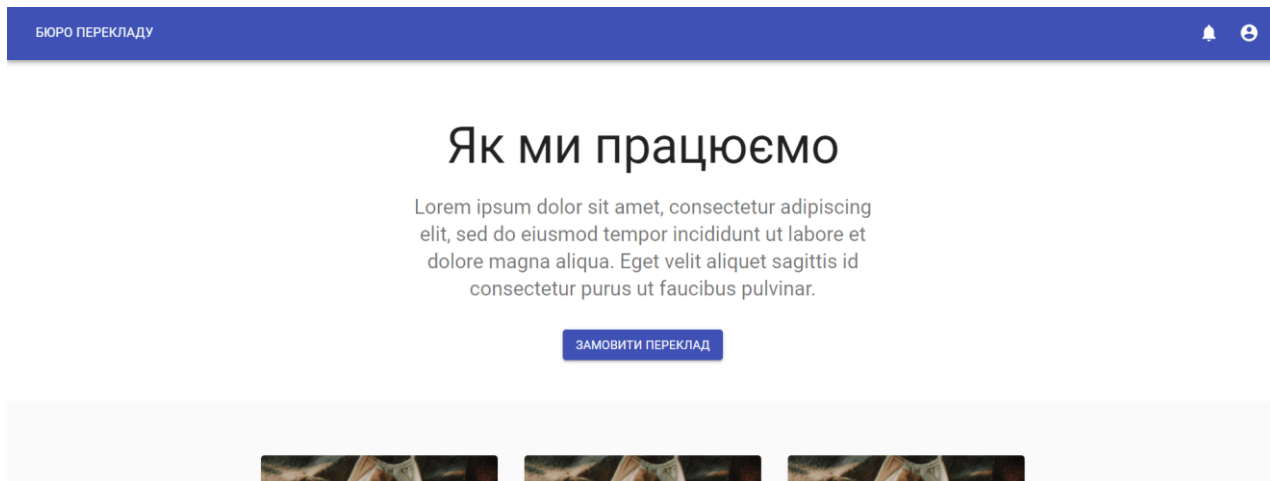 БЮРО ПЕРЕКЛАДУ
Як ми працюємо
Lorem ipsum dolor sit amet, consectetur adipiscing
elit, sed do eiusmod tempor incididunt ut labore et
dolore magna aliqua. Eget velit aliquet sagittis id
consectetur purus ut faucibus pulvinar.
ЗАМОВИТИ ПЕРЕКЛАД